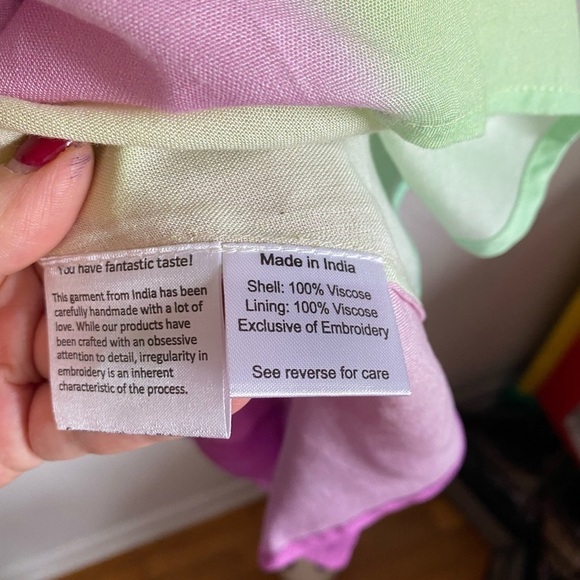 You have fantastic taste!
This garment from India has been
carefully handmade with a lot of
love. While our products have
been crafted with an obsessive
attention to detail, irregularity in
embroidery is an inherent
characteristic of the process.
Made in India
Shell: 100% Viscose
Lining: 100% Viscose
Exclusive of Embroidery
See reverse for care